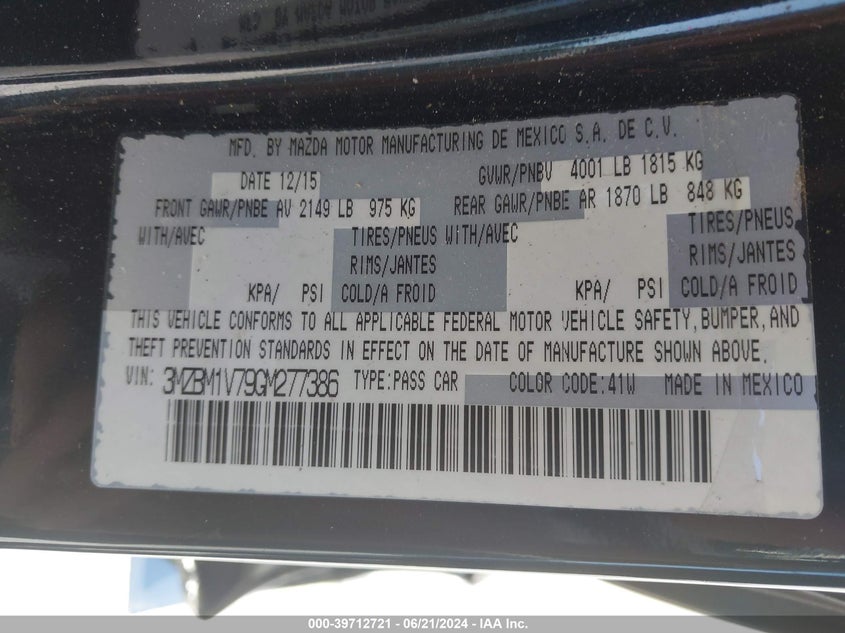 MFD. BY MAZDA MOTOR MANUFACTURING DE MEXICO S.A. DE C.V.
DATE 12/15 GVWR/PNBV 4001 LB 1815 KG
FRONT GAWR/PNBE AV 2149 LB 975 KG REAR GAWR/PNBE AR 1870 LB 848 KG
WITH/AVEC TIRES/PNEUS WITH/AVEC TIRES/PNEUS
RIMS/JANTES RIMS/JANTES
KPA/ PSI COLD/A FROID KPA/ PSI COLD/A FROID
THIS VEHICLE CONFORMS TO ALL APPLICABLE FEDERAL MOTOR VEHICLE SAFETY, BUMPER, AND
THEFT PREVENTION STANDARDS IN EFFECT ON THE DATE OF MANUFACTURE SHOWN ABOVE.
VIN: 3MZBM1V79GM277386 TYPE:PASS CAR COLOR CODE:41W MADE IN MEXICO
000-39712721 - 06/21/2024 - IAA Inc.